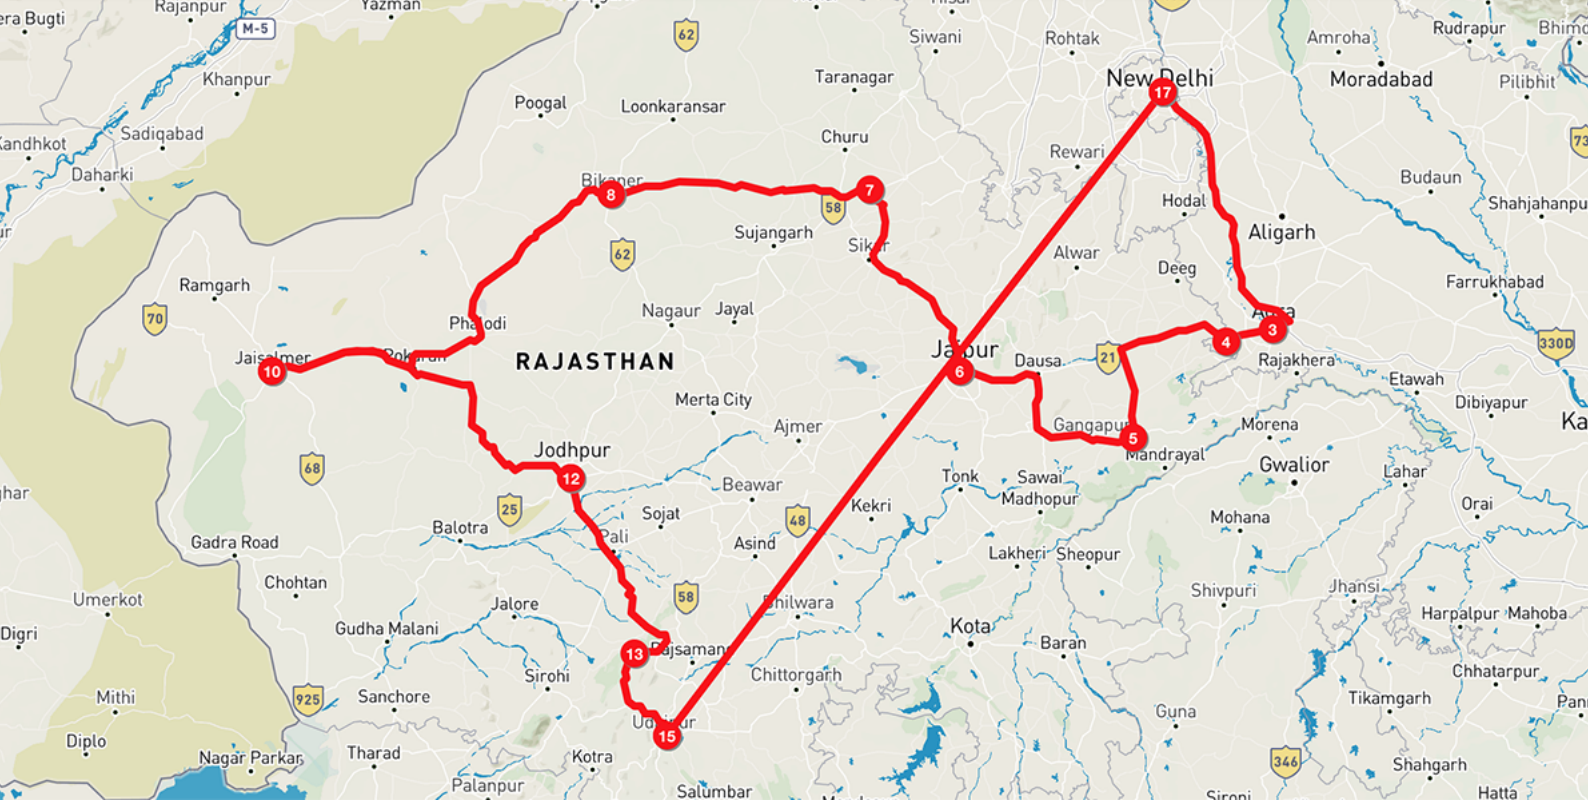 Rajanpur
Yazman
era Bugti
M-5
62
Siwani
Rohtak
Amroha
Rudrapur
Khanpur
Taranagar
New Delhi
17
Moradabad
Pilibhit
Poogal
Loonkaransar
Sadiqabad
Churu
73
Kandhkot
Rewari
Daharki
Bikaner
8
7
Budaun
58
Hodal
Shahjahanpu
Sujangarh
Aligarh
62
Sikar
Alwar
Deeg
Farrukhabad
Ramgarh
Nagaur
Jayal
Agra
70
Phalodi
3
4
330D
Jaisalmer
Pokaran
RAJASTHAN
Jaipur
Dausa
21
Rajakhera
10
6
Etawah
Merta City
Dibiyapur
Ka
Ajmer
Gangapur
5
Morena
Jodhpur
Mandrayal
Gwalior
68
12
Lahar
Beawar
Tonk
Sawai
Madhopur
25
Kekri
Orai
Sojat
48
Mohana
Balotra
Pali
Gadra Road
Asind
Lakheri
Sheopur
Chohtan
58
Shivpuri
Jhansi
Umerkot
Jalore
Bhilwara
Harpalpur
Mahoba
Digri
Gudha Malani
Kota
Baran
13
Rajsamand
Sirohi
Chittorgarh
Chhatarpur
Mithi
925
Sanchore
Tikamgarh
Udaipur
15
Guna
Diplo
Nagar Parkar
Tharad
Kotra
346
Shahgarh
Palanpur
Salumbar
Hatta